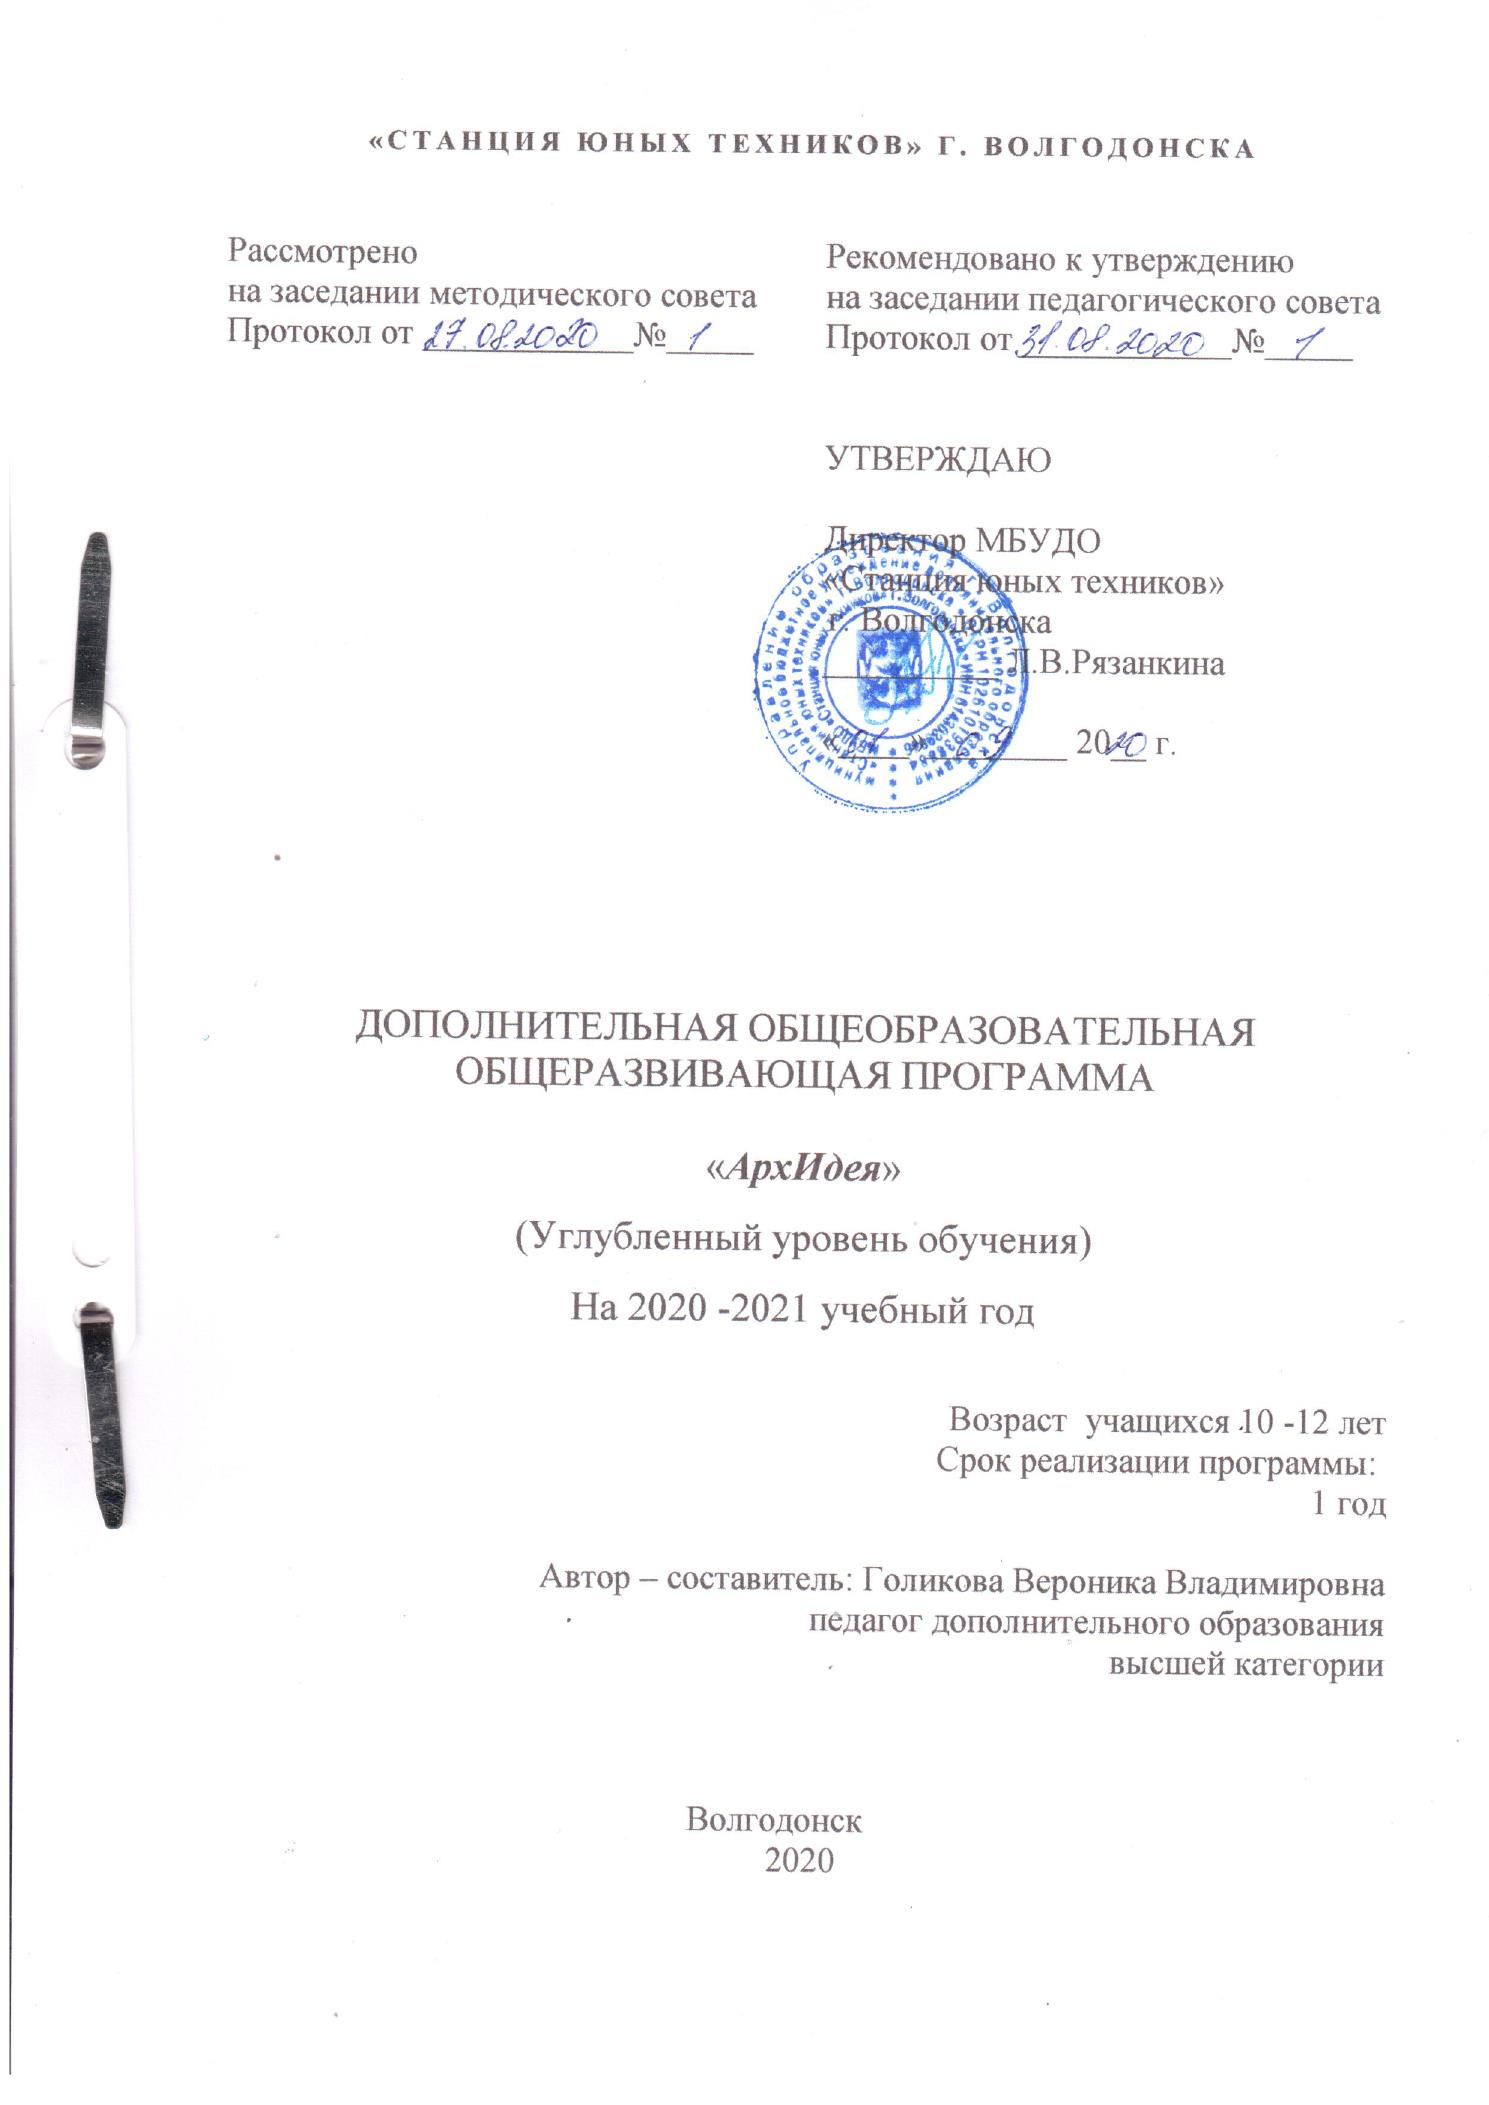 «СТАНЦИЯ ЮНЫХ ТЕХНИКОВ» Г. ВОЛГОДОНСКА
Рассмотрено
на заседании методического совета
Протокол от 27.08.2020 № 1
Рекомендовано к утверждению
на заседании педагогического совета
Протокол от 31.08.2020 № 1
УТВЕРЖДАЮ
Директор МБУДО
«Станция юных техников»
г. Волгодонска
Л.В.Рязанкина
2020 г.
ДОПОЛНИТЕЛЬНАЯ ОБЩЕОБРАЗОВАТЕЛЬНАЯ
ОБЩЕРАЗВИВАЮЩАЯ ПРОГРАММА
«АрхИдея»
(Углубленный уровень обучения)
На 2020 -2021 учебный год
Возраст учащихся 10 -12 лет
Срок реализации программы:
1 год
Автор – составитель: Голикова Вероника Владимировна
педагог дополнительного образования
высшей категории
Волгодонск
2020